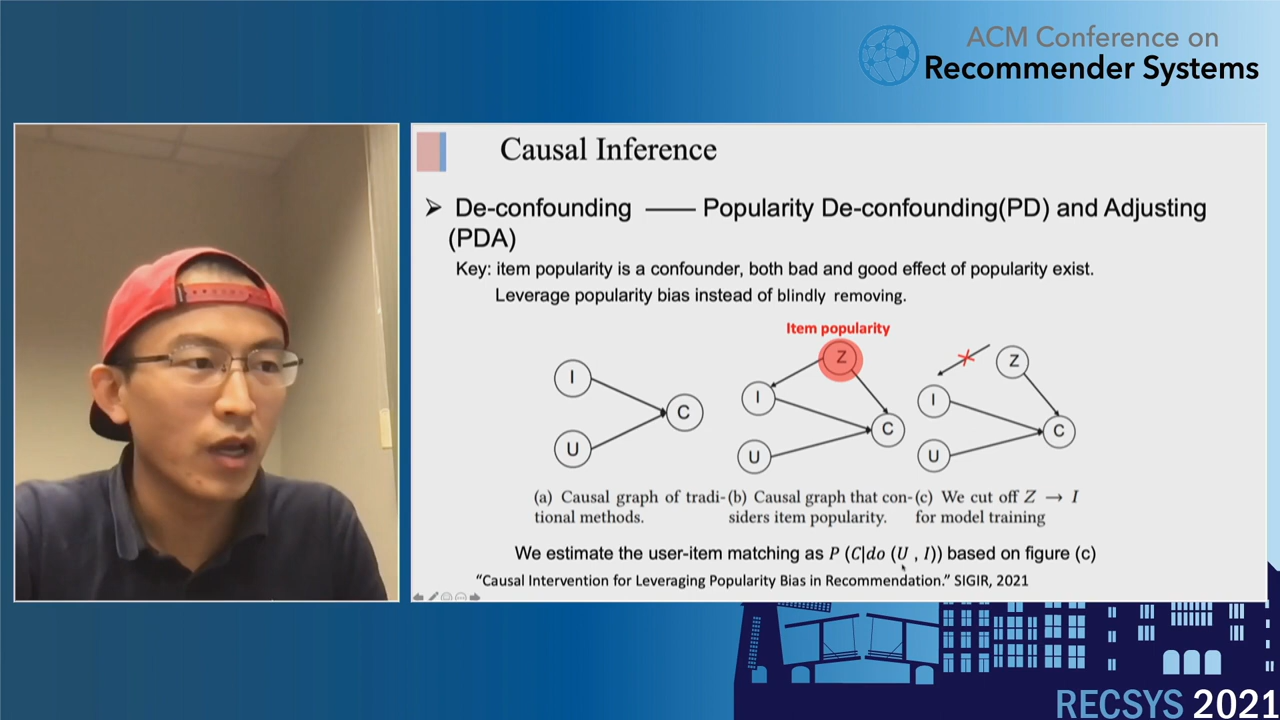 ACM Conference on
Recommender Systems
Causal Inference
➤ De-confounding —— Popularity De-confounding(PD) and Adjusting
(PDA)
Key: item popularity is a confounder, both bad and good effect of popularity exist.
Leverage popularity bias instead of blindly removing.
Item popularity
I
U
C
Z
I
U
C
Z
I
U
C
(a) Causal graph of tradi-
tional methods.
(b) Causal graph that con-
siders item popularity.
(c) We cut off Z → I
for model training
We estimate the user-item matching as P (C|do (U , I)) based on figure (c)
“Causal Intervention for Leveraging Popularity Bias in Recommendation.” SIGIR, 2021
RECSYS 2021